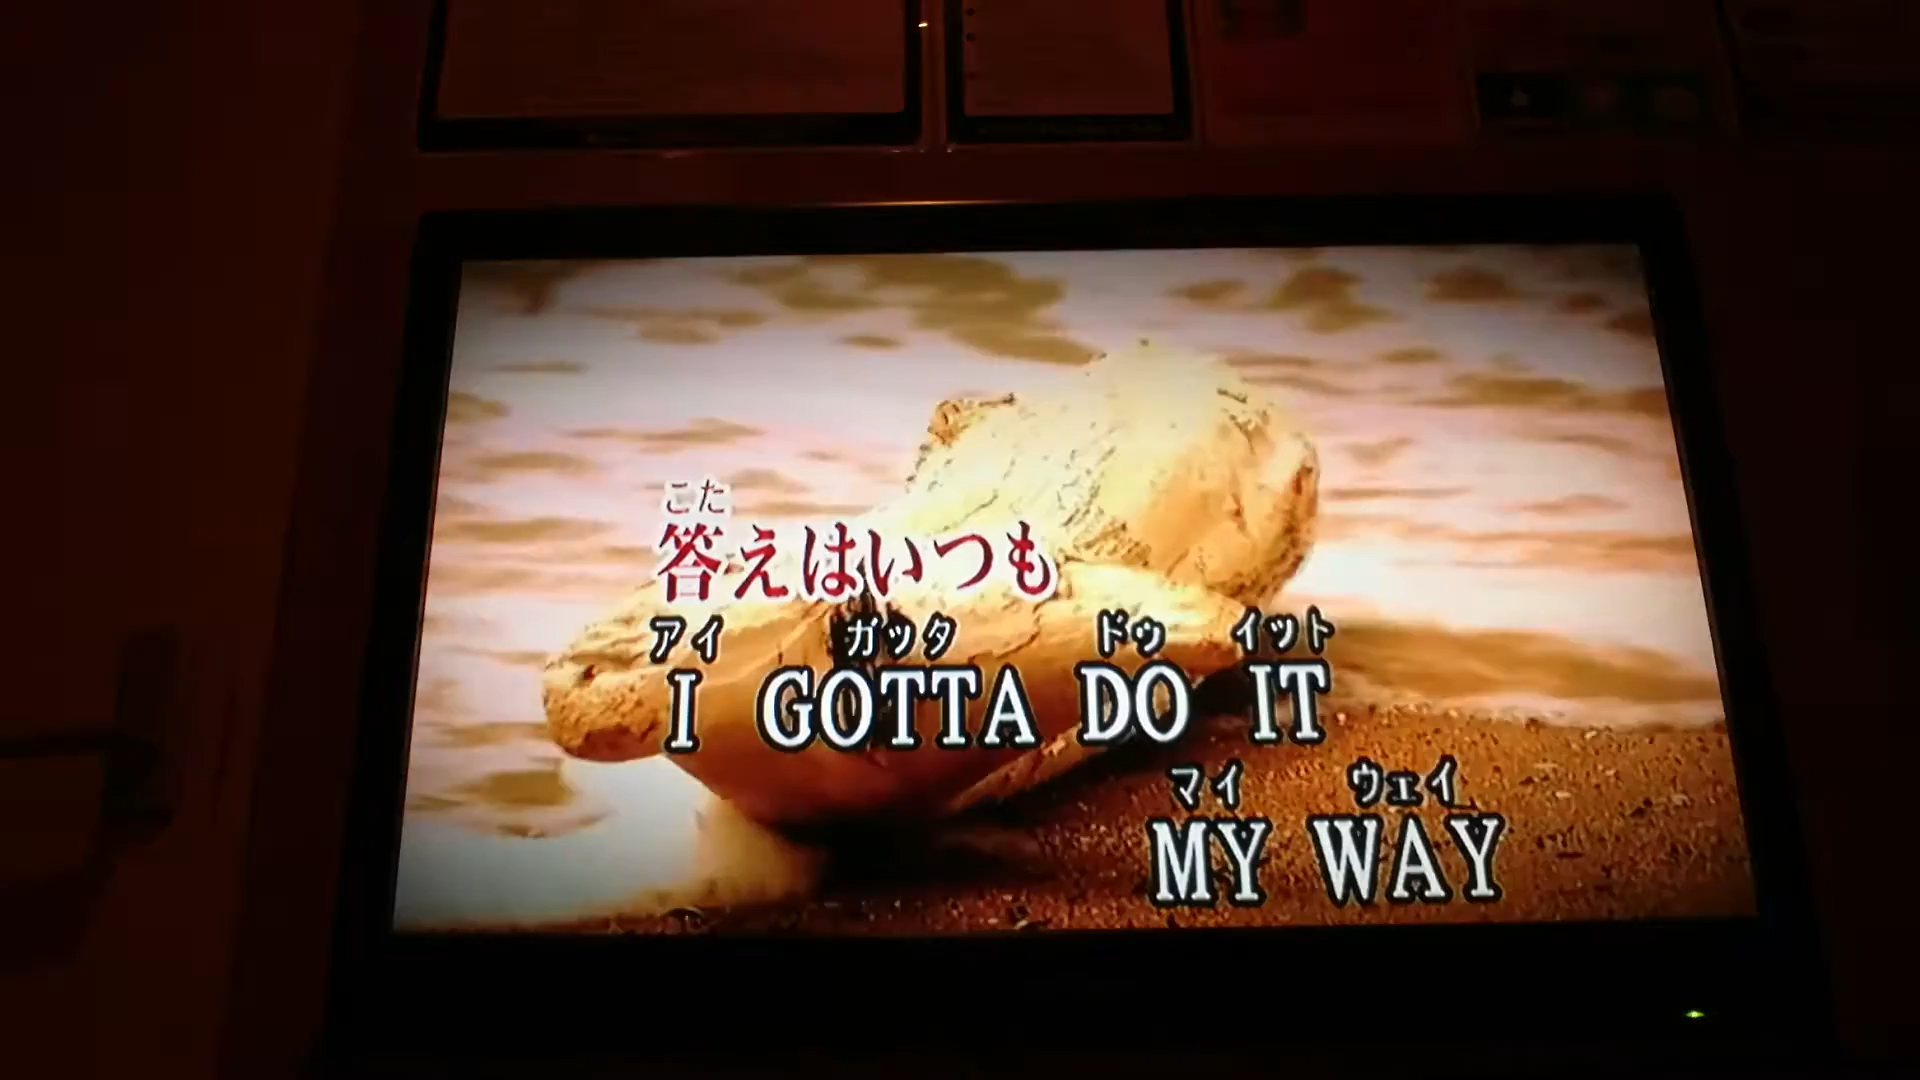 こた
答えはいつも
アイ ガッタ ドゥ イット
I GOTTA DO IT
マイ ウェイ
MY WAY